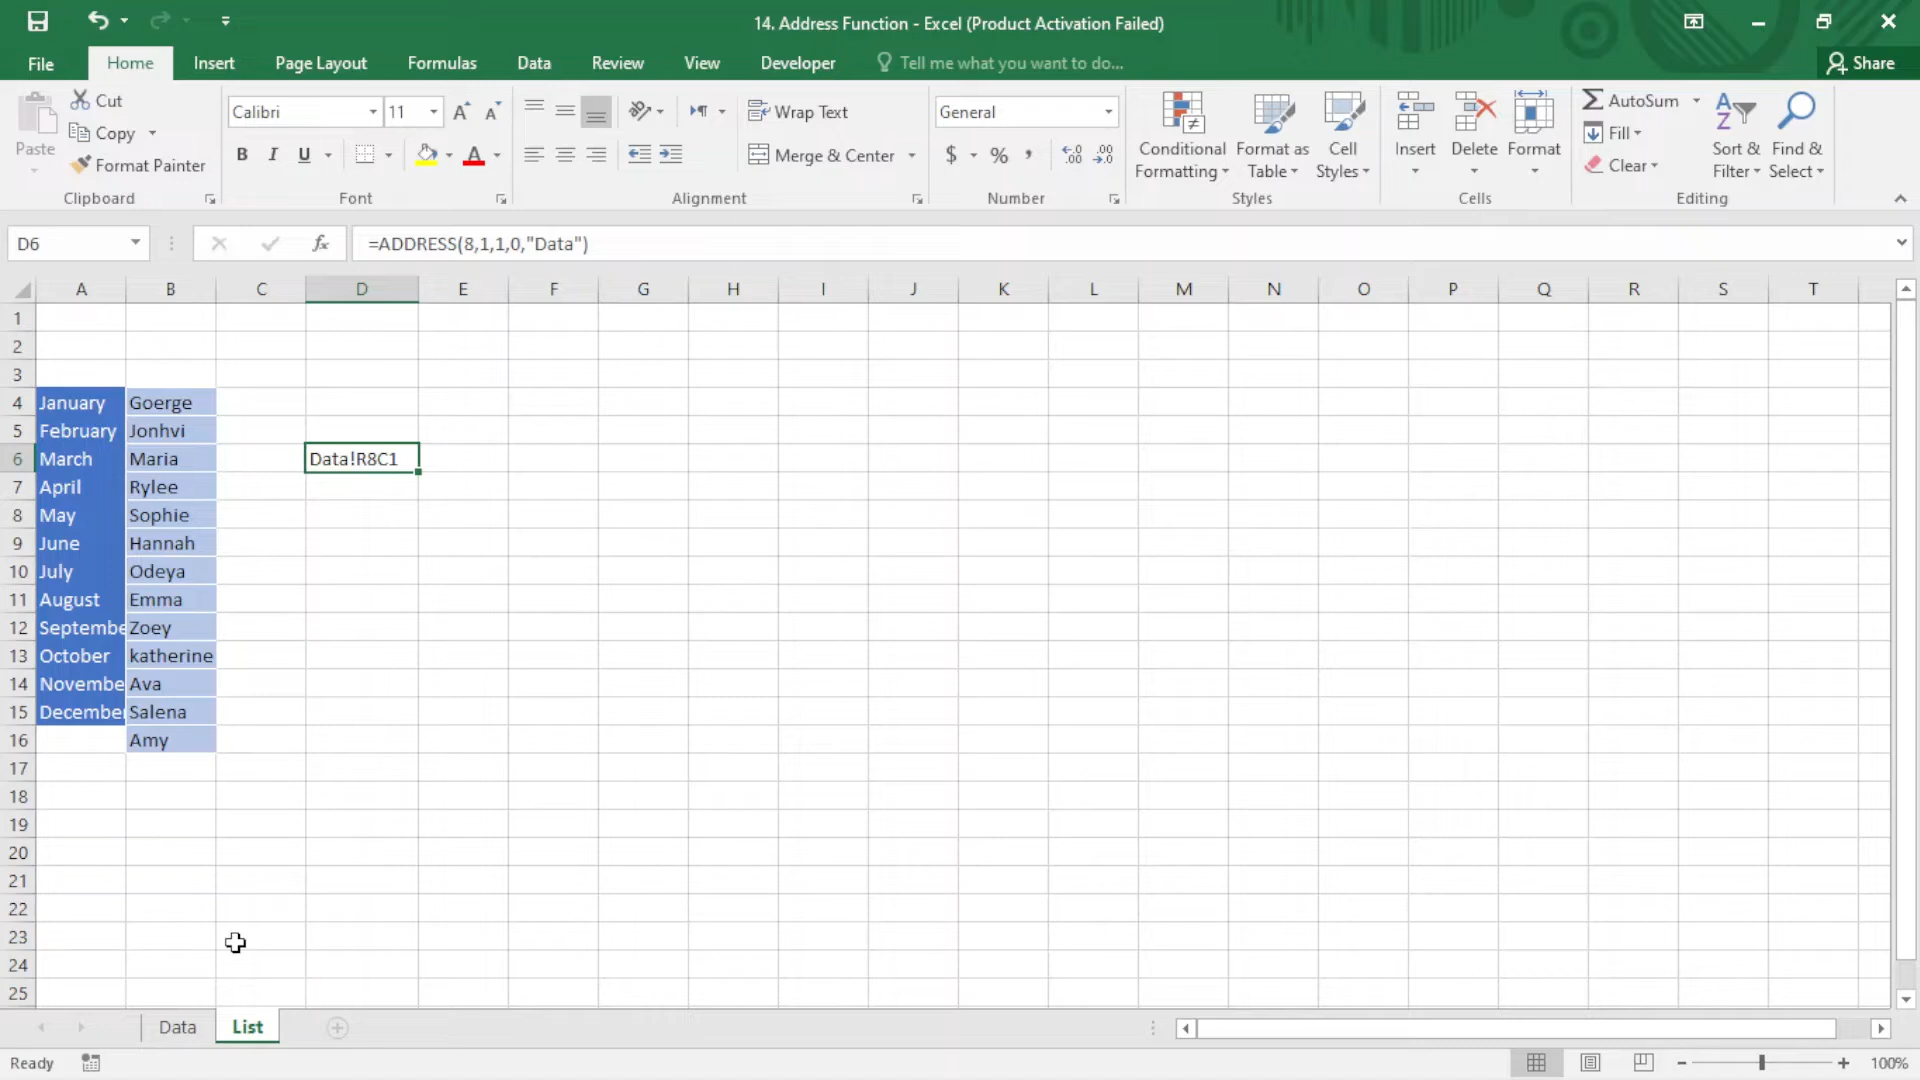 14. Address Function - Excel (Product Activation Failed)
File Home Insert Page Layout Formulas Data Review View Developer Tell me what you want to do... Share
Paste Cut Copy Format Painter Clipboard
Calibri 11 A A B I U A Font
Wrap Text Merge & Center Alignment
General $ % , .00 .00 Number
Conditional Formatting Format as Table Cell Styles Styles
Insert Delete Format Cells
AutoSum Fill Clear Sort & Filter Find & Select Editing
D6 fx =ADDRESS(8,1,1,0,"Data")
A B C D E F G H I J K L M N O P Q R S T
1
2
3
4 January Goerge
5 February Jonhvi
6 March Maria Data!R8C1
7 April Rylee
8 May Sophie
9 June Hannah
10 July Odeya
11 August Emma
12 Septembe Zoey
13 October katherine
14 Novembe Ava
15 December Salena
16 Amy
17
18
19
20
21
22
23
24
25
Data List
Ready 100%